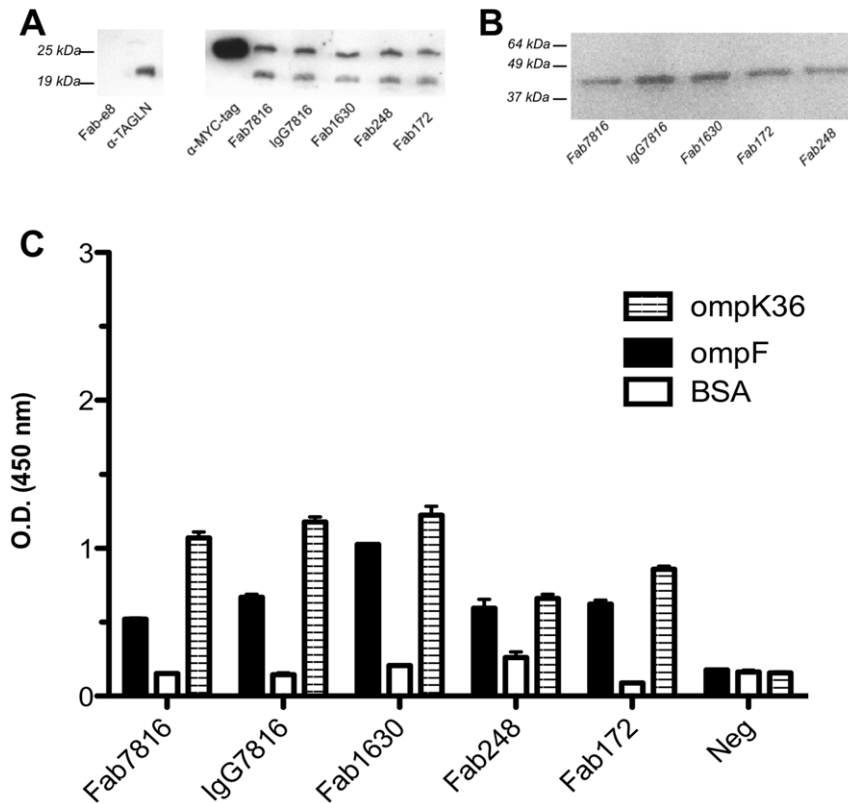 A
25 kDa
19 kDa
Fab-e8
α-TAGLN
α-MYC-tag
Fab7816
IgG7816
Fab1630
Fab248
Fab172
B
64 kDa
49 kDa
37 kDa
Fab7816
IgG7816
Fab1630
Fab172
Fab248
C
3
2
1
0
O.D. (450 nm)
ompK36
ompF
BSA
Fab7816
IgG7816
Fab1630
Fab248
Fab172
Neg